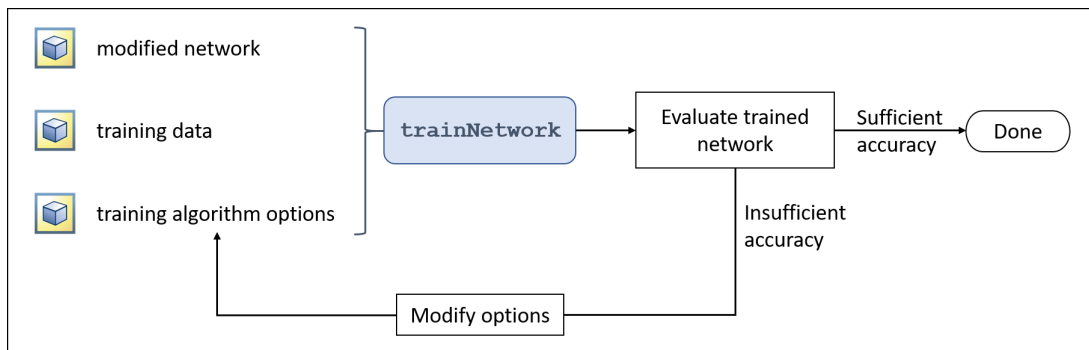 modified network
training data
training algorithm options
trainNetwork
Evaluate trained
network
Sufficient
accuracy
Done
Insufficient
accuracy
Modify options